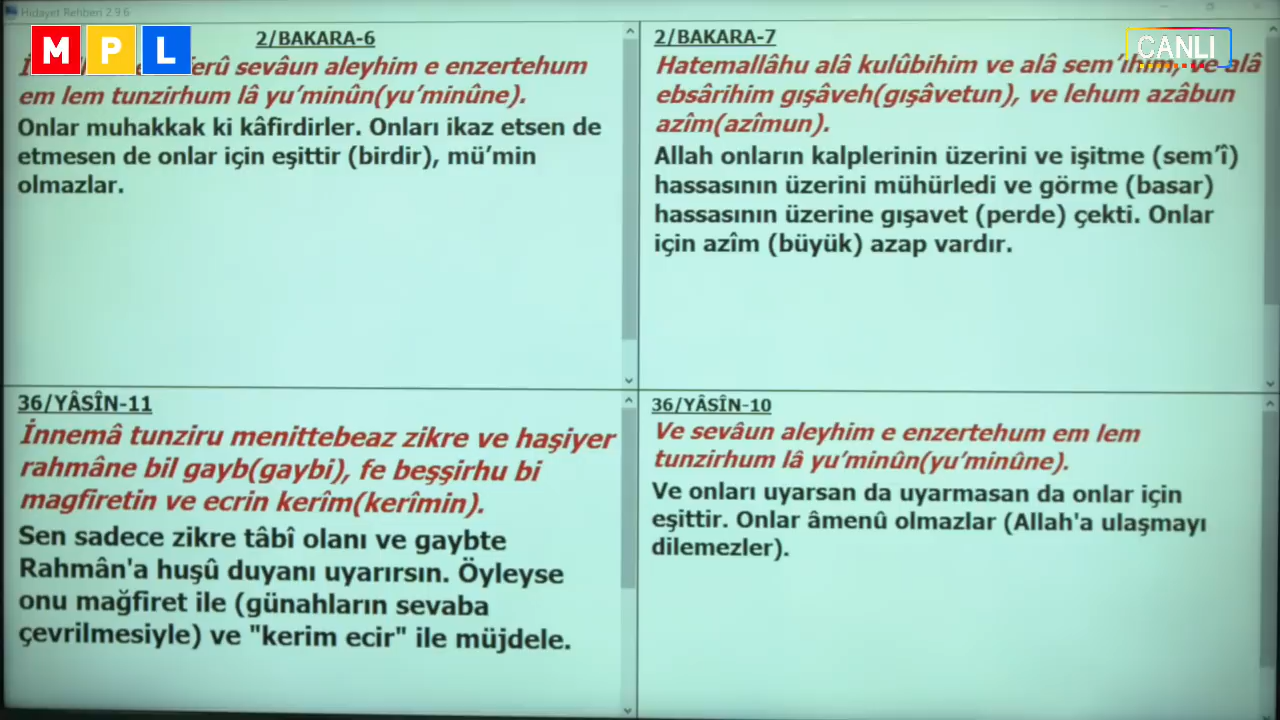 Hidayet Rehberi 2.9.6
MPL
CANLI
2/BAKARA-6
sevâun aleyhim e enzertehum
em lem tunzirhum lâ yu’minûn(yu’minûne).
Onlar muhakkak ki kâfirdirler. Onları ikaz etsen de
etmesen de onlar için eşittir (birdir), mü’min
olmazlar.
2/BAKARA-7
Hatemallâhu alâ kulûbihim ve alâ sem’ihim, ve alâ
ebsârihim gışâveh(gışâvetun), ve lehum azâbun
azîm(azîmun).
Allah onların kalplerinin üzerini ve işitme (sem’î)
hassasının üzerini mühürledi ve görme (basar)
hassasının üzerine gışavet (perde) çekti. Onlar
için azîm (büyük) azap vardır.
36/YÂSÎN-11
İnnemâ tunziru menittebeaz zikre ve haşiyer
rahmâne bil gayb(gaybi), fe beşşirhu bi
magfiretin ve ecrin kerîm(kerîmin).
Sen sadece zikre tâbî olanı ve gaybte
Rahmân'a huşû duyanı uyarırsın. Öyleyse
onu mağfiret ile (günahların sevaba
çevrilmesiyle) ve "kerim ecir" ile müjdele.
36/YÂSÎN-10
Ve sevâun aleyhim e enzertehum em lem
tunzirhum lâ yu’minûn(yu’minûne).
Ve onları uyarsan da uyarmasan da onlar için
eşittir. Onlar âmenû olmazlar (Allah'a ulaşmayı
dilemezler).